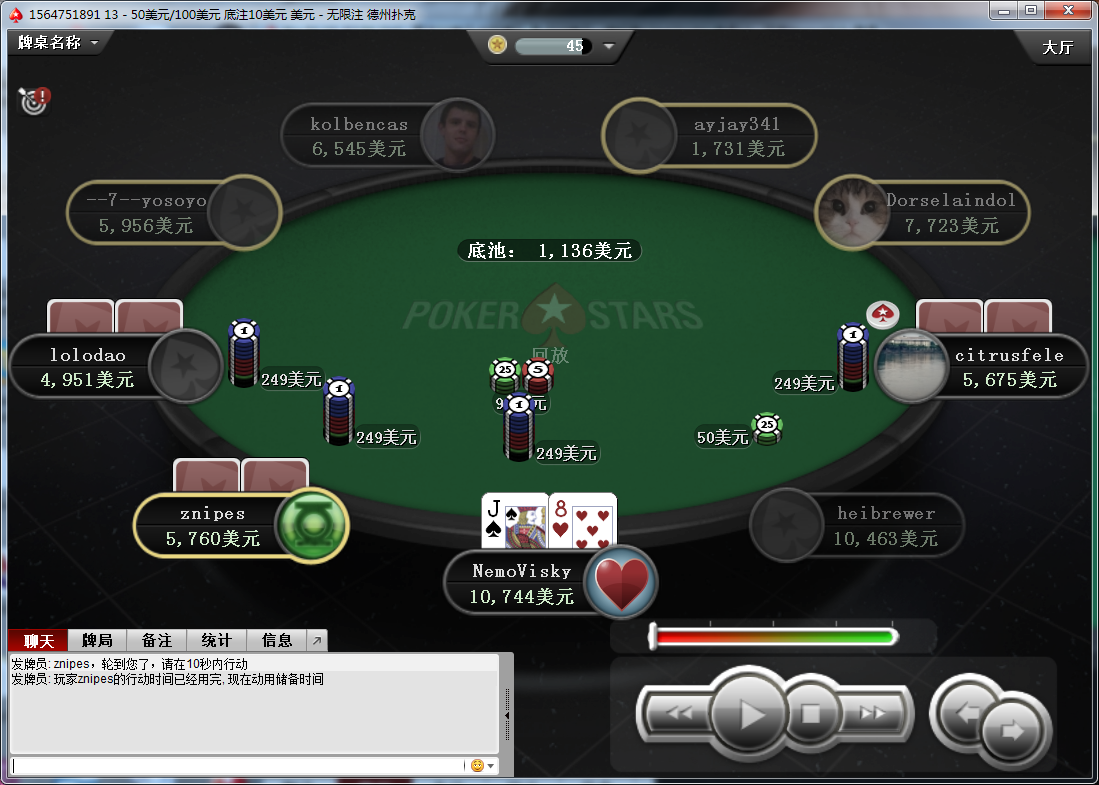 1564751891 13 - 50美元/100美元 底注10美元 美元 - 无限注 德州扑克
牌桌名称
45
大厅
kolbencas
6,545美元
ayjay341
1,731美元
--7--yosoyo
5,956美元
Dorselaindol
7,723美元
底池: 1,136美元
POKER STARS
回放
lolodao
4,951美元
1
249美元
1
249美元
25
5
1
249美元
1
249美元
25
50美元
citrusfele
5,675美元
znipes
5,760美元
J
8
NemoVisky
10,744美元
heibrewer
10,463美元
聊天
牌局
备注
统计
信息
发牌员: znipes，轮到您了，请在10秒内行动
发牌员: 玩家znipes的行动时间已经用完, 现在动用储备时间